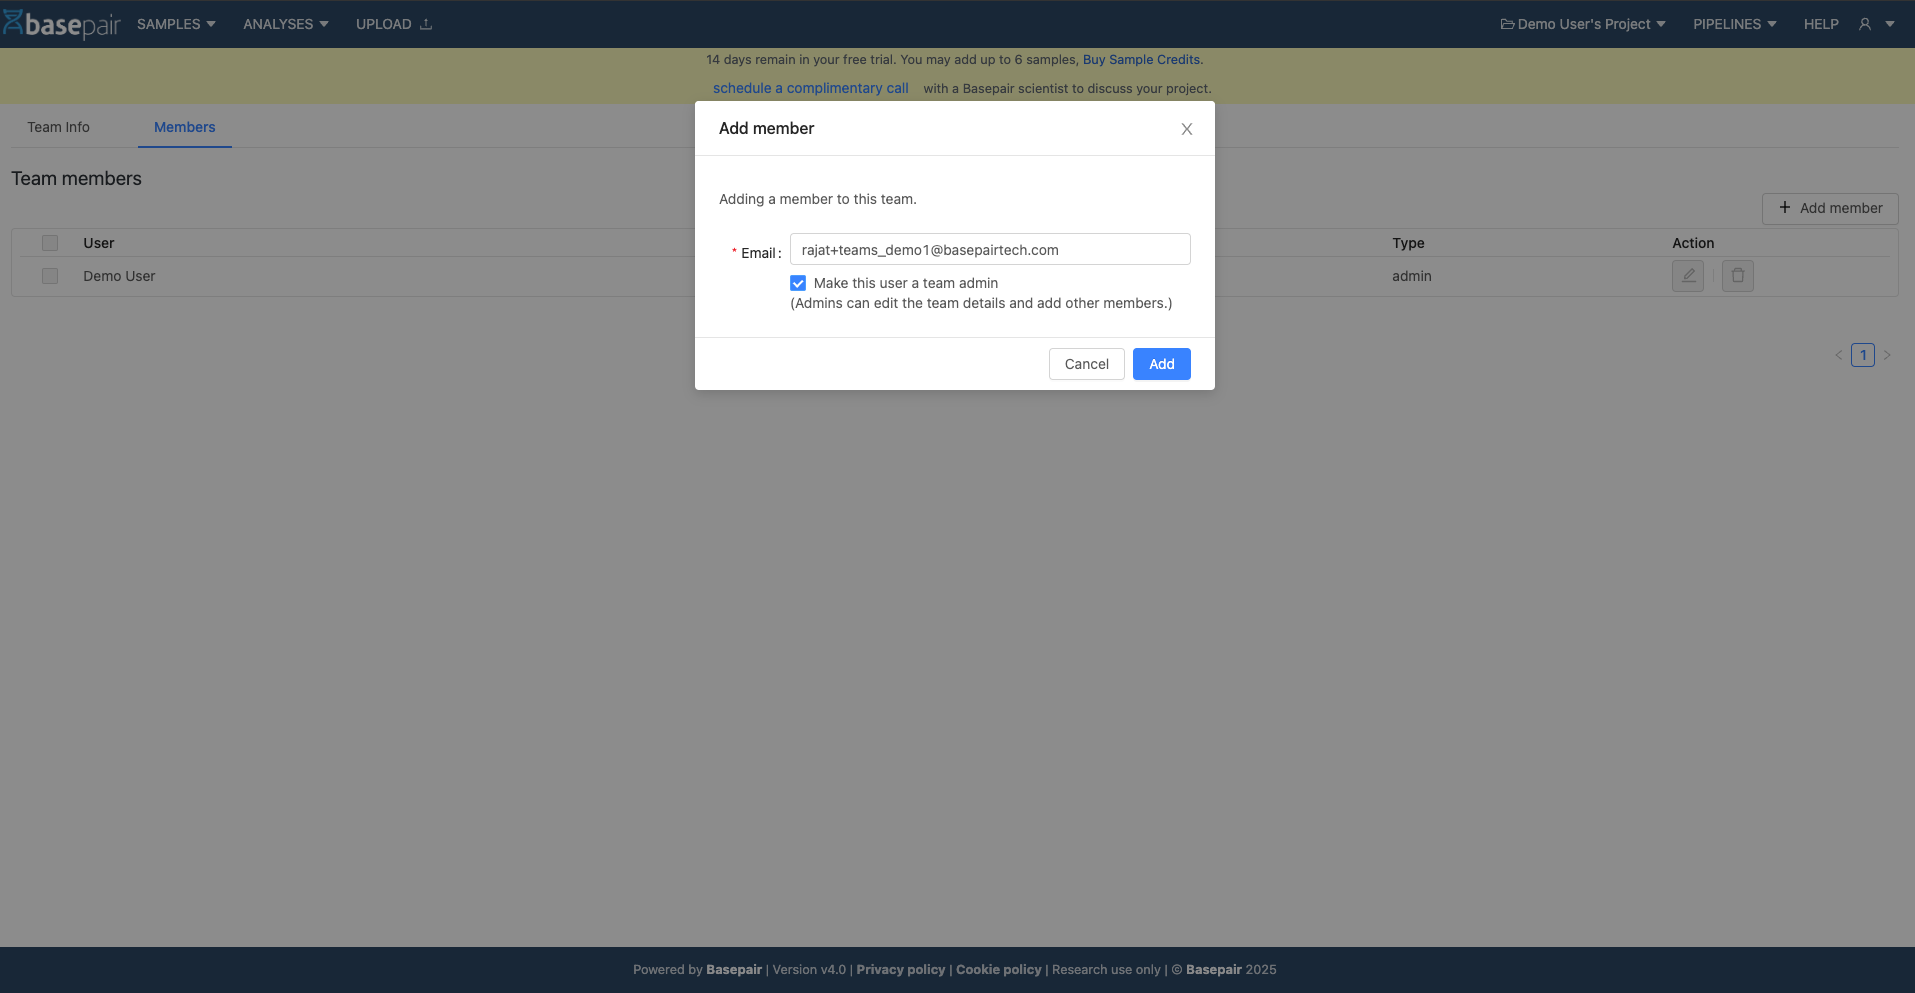 basepair SAMPLES ANALYSES UPLOAD Demo User's Project PIPELINES HELP
14 days remain in your free trial. You may add up to 6 samples, Buy Sample Credits.
schedule a complimentary call with a Basepair scientist to discuss your project.
Team Info Members
Add member
Team members
Adding a member to this team.
+ Add member
User Type Action
* Email : rajat+teams_demo1@basepairtech.com
Demo User admin
Make this user a team admin
(Admins can edit the team details and add other members.)
< 1 >
Cancel Add
Powered by Basepair | Version v4.0 | Privacy policy | Cookie policy | Research use only | © Basepair 2025